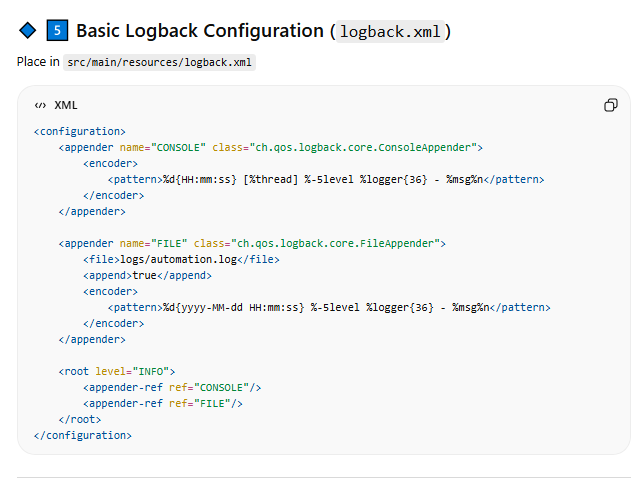 5 Basic Logback Configuration (logback.xml)
Place in src/main/resources/logback.xml
</> XML
<configuration>
    <appender name="CONSOLE" class="ch.qos.logback.core.ConsoleAppender">
        <encoder>
            <pattern>%d{HH:mm:ss} [%thread] %-5level %logger{36} - %msg%n</pattern>
        </encoder>
    </appender>

    <appender name="FILE" class="ch.qos.logback.core.FileAppender">
        <file>logs/automation.log</file>
        <append>true</append>
        <encoder>
            <pattern>%d{yyyy-MM-dd HH:mm:ss} %-5level %logger{36} - %msg%n</pattern>
        </encoder>
    </appender>

    <root level="INFO">
        <appender-ref ref="CONSOLE"/>
        <appender-ref ref="FILE"/>
    </root>
</configuration>